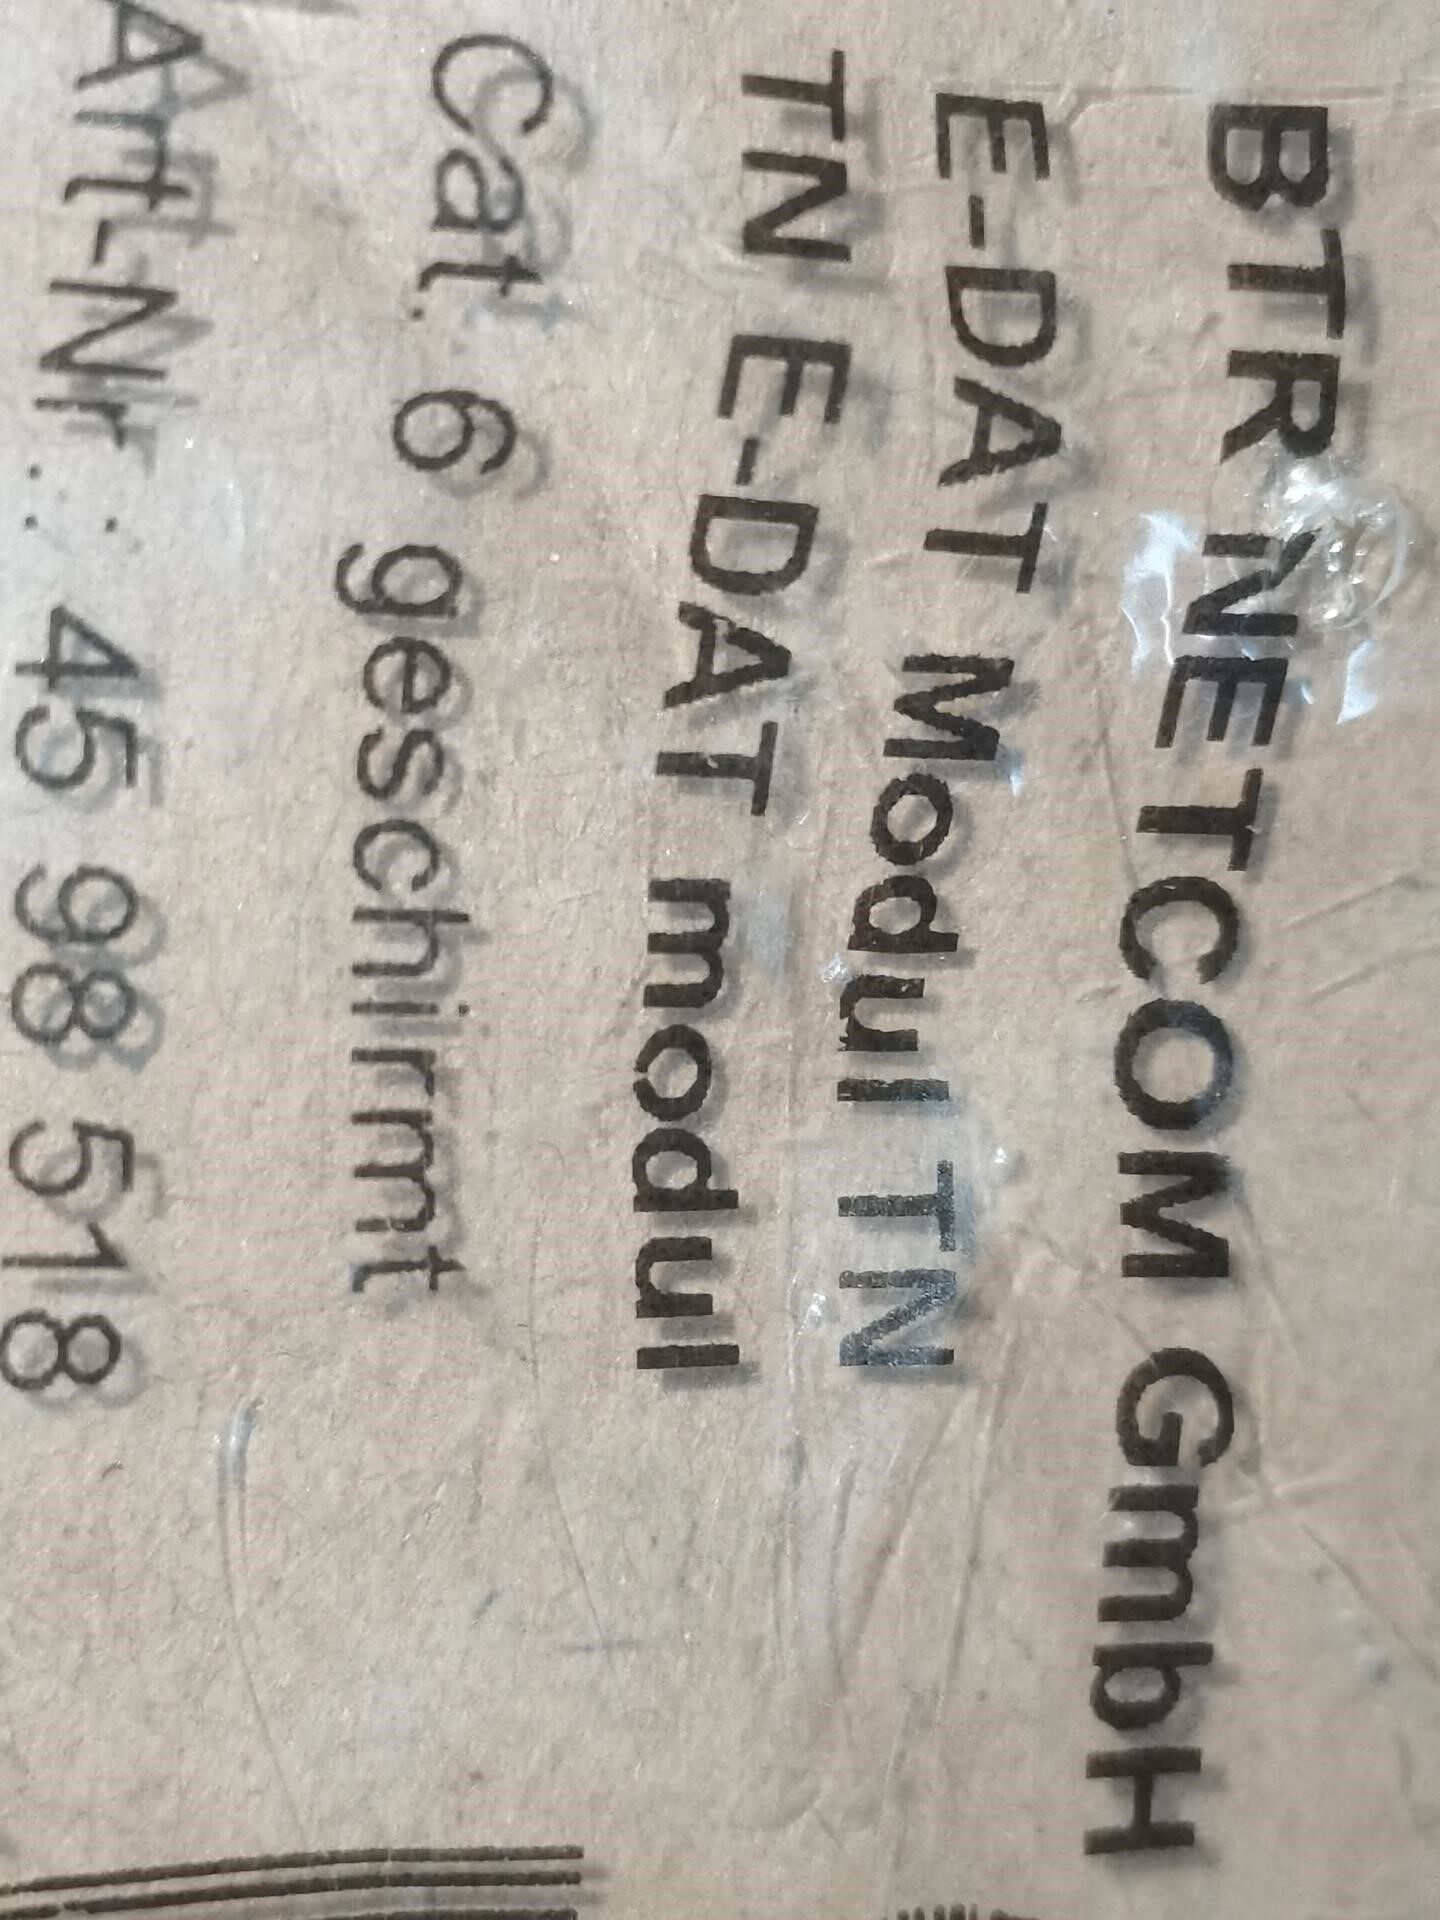 BTR NETCOM GmbH
E-DAT Modul TN
TN E-DAT modul
Cat. 6 geschirmt
Art-Nr.: 45 98 518